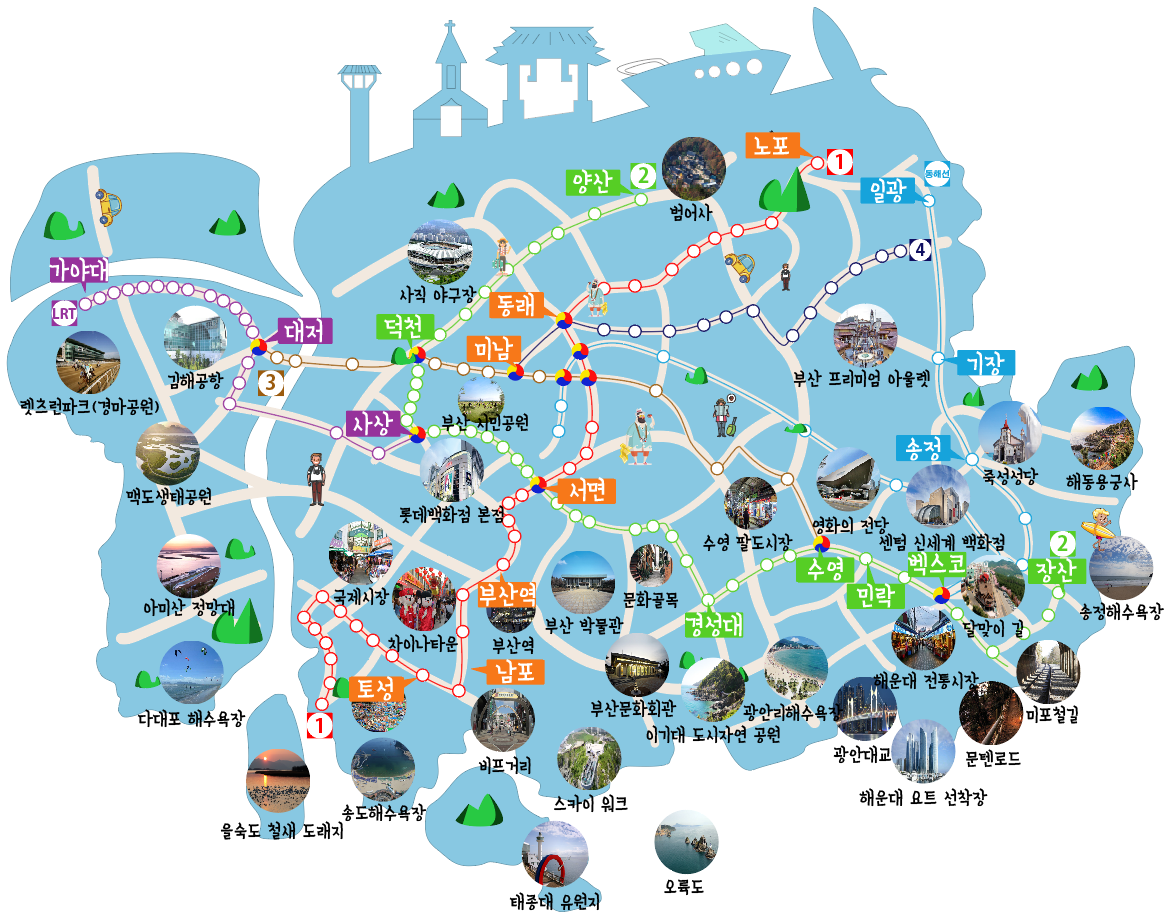 노포
1
동해선
양산
2
일광
범어사
4
가야대
사직 야구장
LRT
동래
대저
덕천
미남
기장
3
김해공항
부산 프리미엄 아울렛
렛츠런파크(경마공원)
사상
부산 시민공원
송정
죽성성당
해동용궁사
맥도생태공원
서면
롯데백화점 본점
영화의 전당
수영 팔도시장
센텀 신세계 백화점
2
수영
벡스코
장산
아미산 전망대
국제시장
부산역
문화골목
민락
송정해수욕장
부산 박물관
경성대
달맞이 길
차이나타운
부산역
남포
토성
해운대 전통시장
다대포 해수욕장
1
부산문화회관
광안리해수욕장
미포철길
이기대 도시자연 공원
광안대교
문텐로드
비프거리
해운대 요트 선착장
스카이 워크
송도해수욕장
을숙도 철새 도래지
오륙도
태종대 유원지